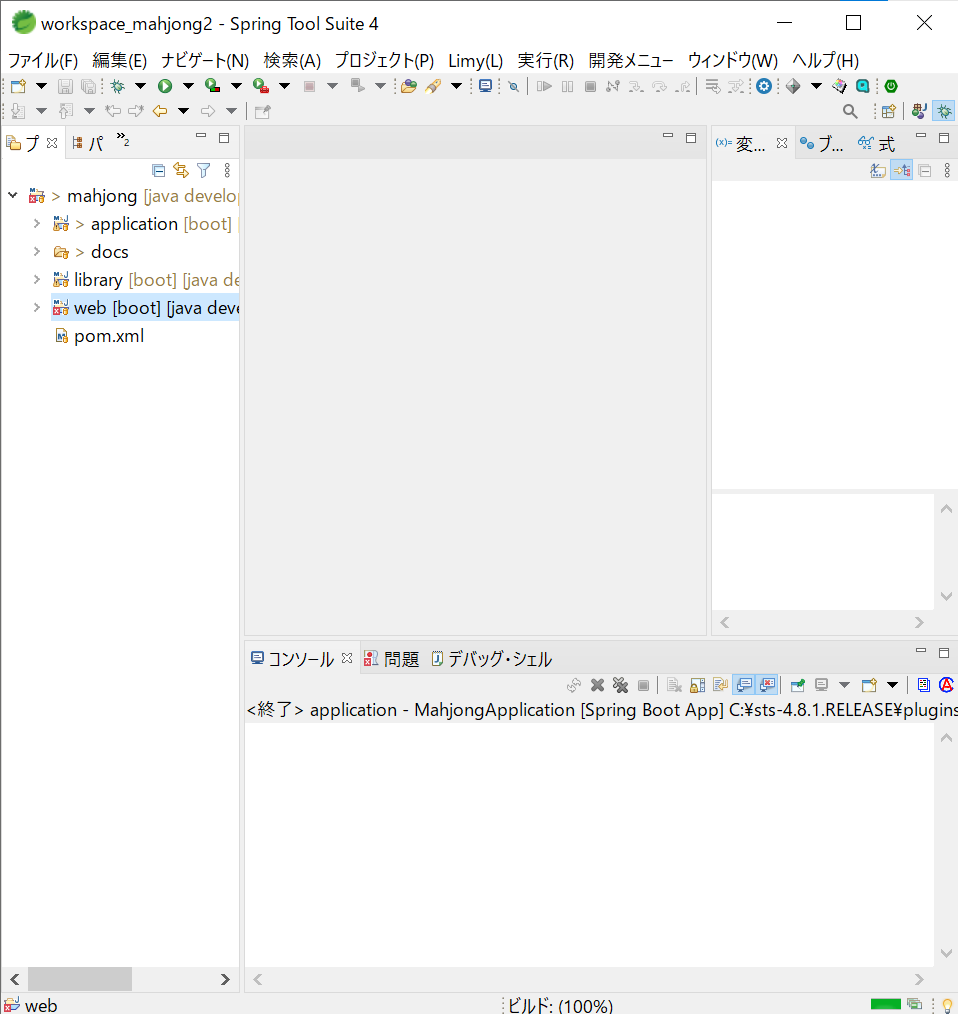 workspace_mahjong2 - Spring Tool Suite 4
ファイル(F) 編集(E) ナビゲート(N) 検索(A) プロジェクト(P) Limy(L) 実行(R) 開発メニュー ウィンドウ(W) ヘルプ(H)
プ パ »2
(x)= 変... ブ... 式
> mahjong [java develo
> application [boot]
> docs
library [boot] [java de
web [boot] [java deve
pom.xml
コンソール 問題 デバッグ・シェル
<終了> application - MahjongApplication [Spring Boot App] C:¥sts-4.8.1.RELEASE¥plugins
web ビルド: (100%)